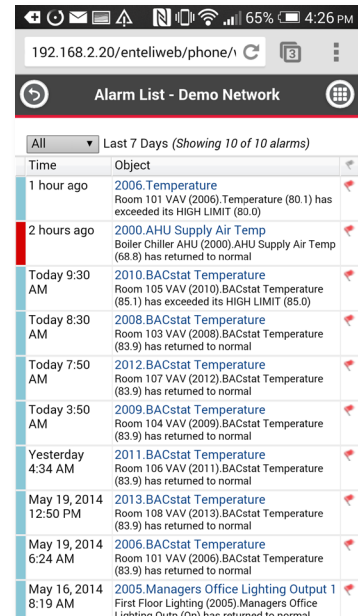 65% 4:26 PM
192.168.2.20/enteliweb/phone/
3
Alarm List - Demo Network
All Last 7 Days (Showing 10 of 10 alarms)
Time Object
1 hour ago 2006.Temperature
Room 101 VAV (2006).Temperature (80.1) has
exceeded its HIGH LIMIT (80.0)
2 hours ago 2000.AHU Supply Air Temp
Boiler Chiller AHU (2000).AHU Supply Air Temp
(68.8) has returned to normal
Today 9:30 2010.BACstat Temperature
AM Room 105 VAV (2010).BACstat Temperature
(85.1) has exceeded its HIGH LIMIT (85.0)
Today 8:30 2008.BACstat Temperature
AM Room 103 VAV (2008).BACstat Temperature
(83.9) has returned to normal
Today 7:50 2012.BACstat Temperature
AM Room 107 VAV (2012).BACstat Temperature
(83.9) has returned to normal
Today 3:50 2009.BACstat Temperature
AM Room 104 VAV (2009).BACstat Temperature
(83.9) has returned to normal
Yesterday 2011.BACstat Temperature
4:34 AM Room 106 VAV (2011).BACstat Temperature
(83.9) has returned to normal
May 19, 2014 2013.BACstat Temperature
12:50 PM Room 108 VAV (2013).BACstat Temperature
(83.9) has returned to normal
May 19, 2014 2006.BACstat Temperature
6:24 AM Room 101 VAV (2006).BACstat Temperature
(83.9) has returned to normal
May 16, 2014 2005.Managers Office Lighting Output 1
8:19 AM First Floor Lighting (2005).Managers Office
Lighting Outp (On) has returned to normal